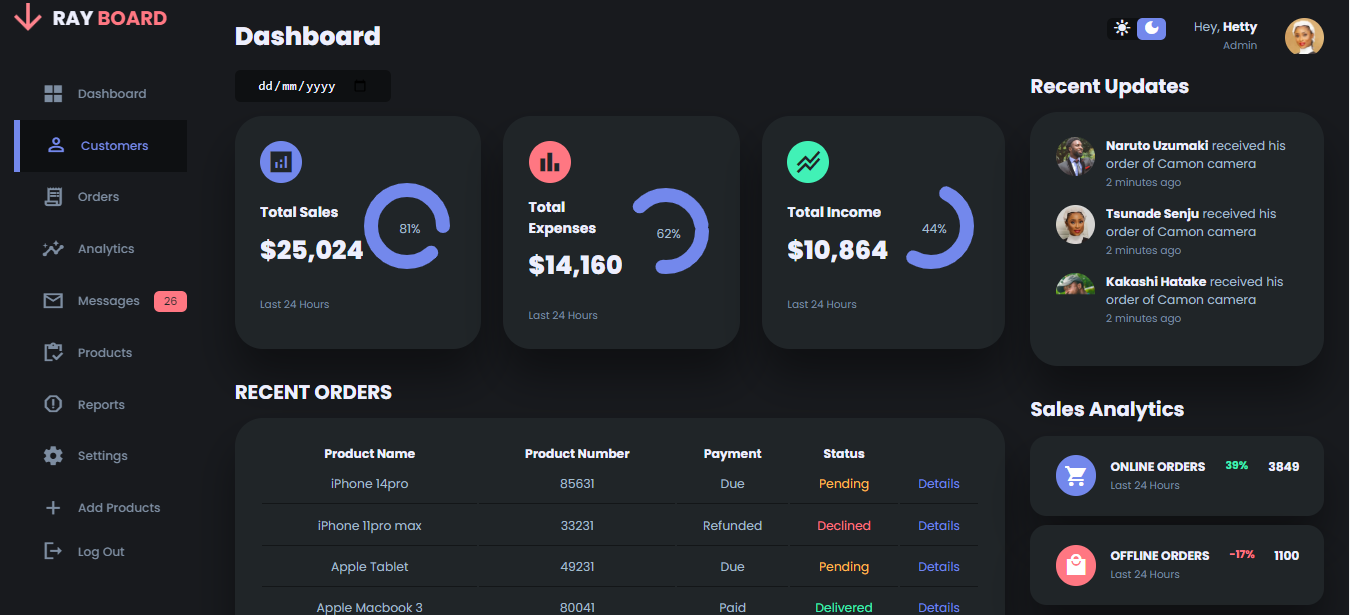 RAY BOARD
Dashboard
Customers
Orders
Analytics
Messages 26
Products
Reports
Settings
Add Products
Log Out
Dashboard
dd/mm/yyyy
Total Sales
$25,024
81%
Last 24 Hours
Total
Expenses
$14,160
62%
Last 24 Hours
Total Income
$10,864
44%
Last 24 Hours
RECENT ORDERS
Product Name Product Number Payment Status
iPhone 14pro 85631 Due Pending Details
iPhone 11pro max 33231 Refunded Declined Details
Apple Tablet 49231 Due Pending Details
Apple Macbook 3 80041 Paid Delivered Details
Hey, Hetty
Admin
Recent Updates
Naruto Uzumaki received his
order of Camon camera
2 minutes ago
Tsunade Senju received his
order of Camon camera
2 minutes ago
Kakashi Hatake received his
order of Camon camera
2 minutes ago
Sales Analytics
ONLINE ORDERS 39% 3849
Last 24 Hours
OFFLINE ORDERS -17% 1100
Last 24 Hours